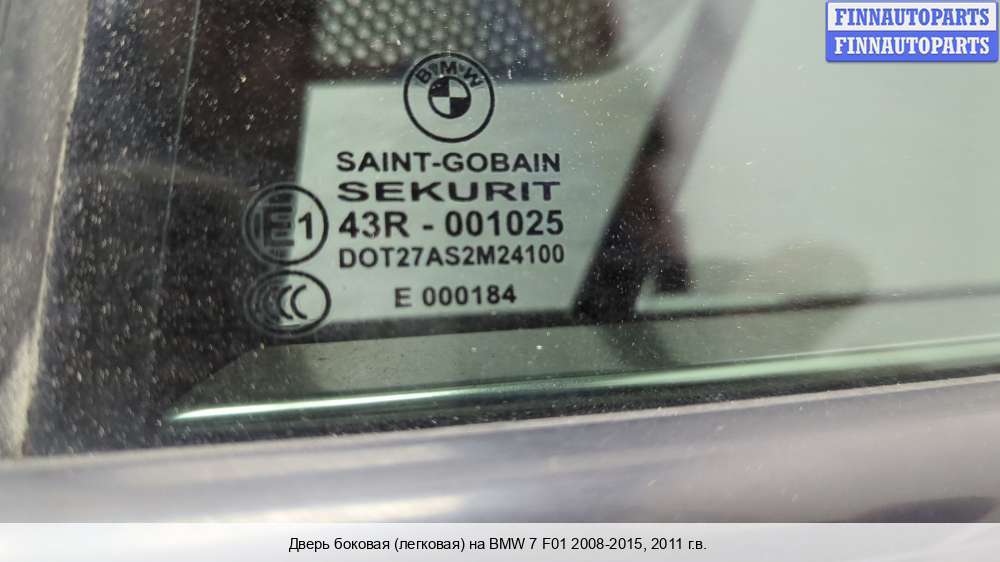 FINNAUTOPARTS
FINNAUTOPARTS
BMW
SAINT-GOBAIN
SEKURIT
E1 43R - 001025
DOT27AS2M24100
CCC E 000184
Дверь боковая (легковая) на BMW 7 F01 2008-2015, 2011 г.в.